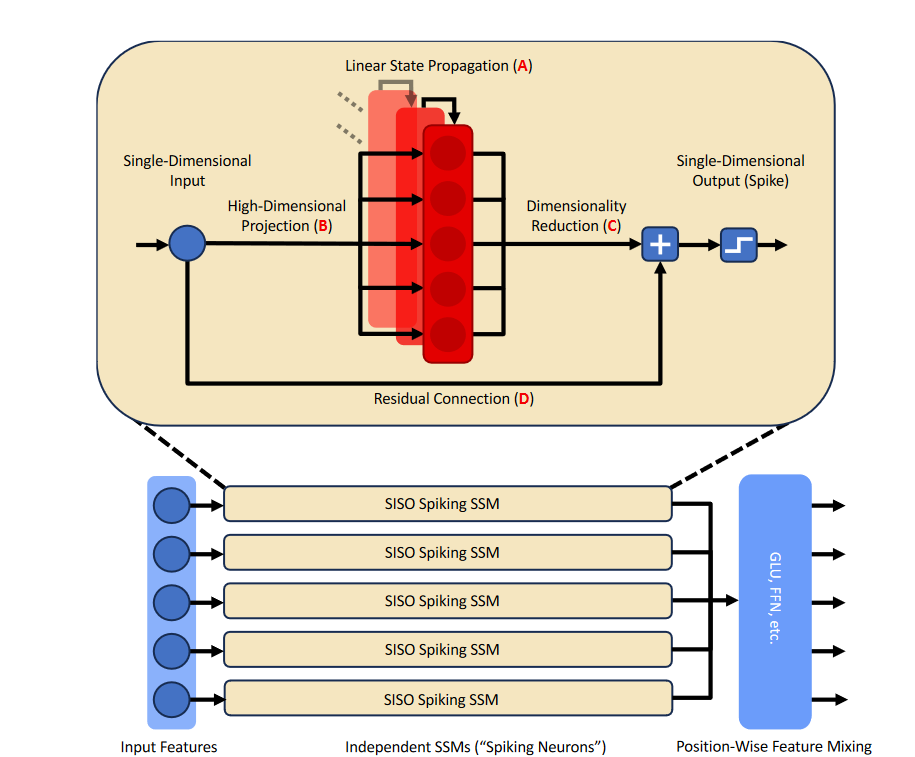 Linear State Propagation (A)
Single-Dimensional
Input
High-Dimensional
Projection (B)
Dimensionality
Reduction (C)
Single-Dimensional
Output (Spike)
Residual Connection (D)
SISO Spiking SSM
SISO Spiking SSM
SISO Spiking SSM
SISO Spiking SSM
SISO Spiking SSM
GLU, FFN, etc.
Input Features
Independent SSMs (“Spiking Neurons”)
Position-Wise Feature Mixing